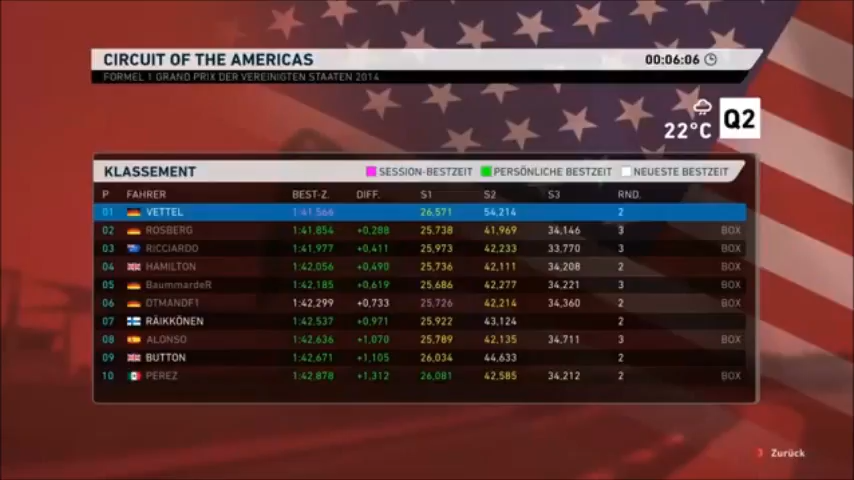 CIRCUIT OF THE AMERICAS 00:06:06
FORMEL 1 GRAND PRIX DER VEREINIGTEN STAATEN 2014
22°C Q2
KLASSEMENT SESSION-BESTZEIT PERSÖNLICHE BESTZEIT NEUESTE BESTZEIT
P FAHRER BEST-Z. DIFF. S1 S2 S3 RND.
01 VETTEL 1:41,566 26,571 54,214 2
02 ROSBERG 1:41,854 +0,288 25,738 41,969 34,146 3 BOX
03 RICCIARDO 1:41,977 +0,411 25,973 42,233 33,770 3 BOX
04 HAMILTON 1:42,056 +0,490 25,736 42,111 34,208 2 BOX
05 BaummardeR 1:42,185 +0,619 25,686 42,277 34,221 3 BOX
06 DTMANDF1 1:42,299 +0,733 25,726 42,214 34,360 2 BOX
07 RÄIKKÖNEN 1:42,537 +0,971 25,922 43,124 2
08 ALONSO 1:42,636 +1,070 25,789 42,135 34,711 3 BOX
09 BUTTON 1:42,671 +1,105 26,034 44,633 2
10 PEREZ 1:42,878 +1,312 26,081 42,585 34,212 2 BOX
Zurück